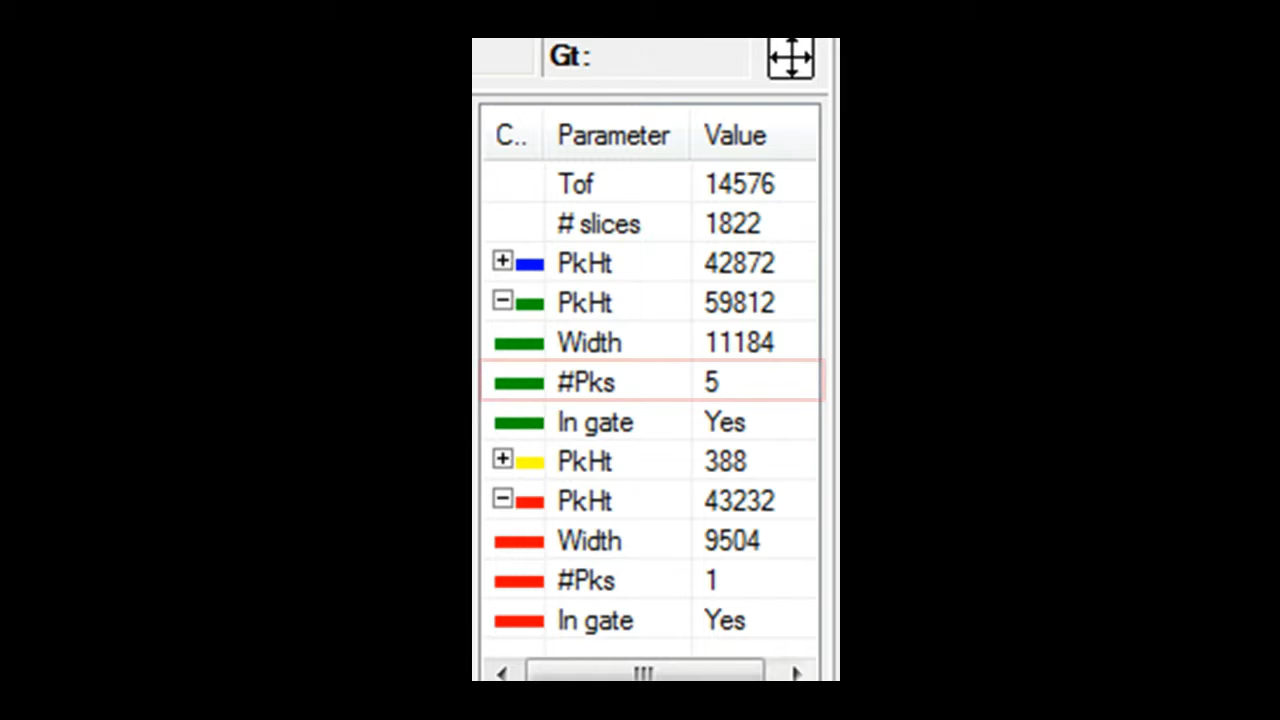 Gt:
C.. Parameter Value
Tof 14576
# slices 1822
PkHt 42872
PkHt 59812
Width 11184
#Pks 5
In gate Yes
PkHt 388
PkHt 43232
Width 9504
#Pks 1
In gate Yes